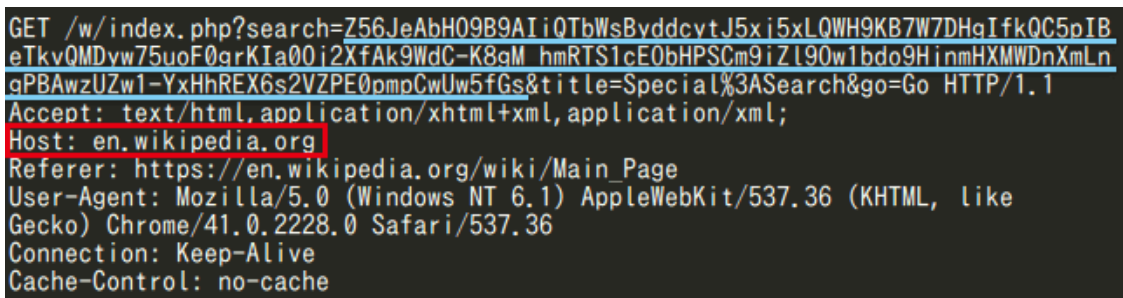 GET /w/index.php?search=Z56JeAbHO9B9AIiQTbWsByddcytJ5xj5xLQWH9KB7W7DHgIfkQC5pIB
eTkvQMDyw75uoF0grKIa0Oj2XfAk9WdC-K8gM_hmRTS1cEObHPSCm9iZl9Ow1bdo9HjnmHXMWDnXmLn
gPBAwzUZw1-YxHhREX6s2VZPE0pmpCwUw5fGs&title=Special%3ASearch&go=Go HTTP/1.1
Accept: text/html,application/xhtml+xml,application/xml;
Host: en.wikipedia.org
Referer: https://en.wikipedia.org/wiki/Main_Page
User-Agent: Mozilla/5.0 (Windows NT 6.1) AppleWebKit/537.36 (KHTML, like
Gecko) Chrome/41.0.2228.0 Safari/537.36
Connection: Keep-Alive
Cache-Control: no-cache